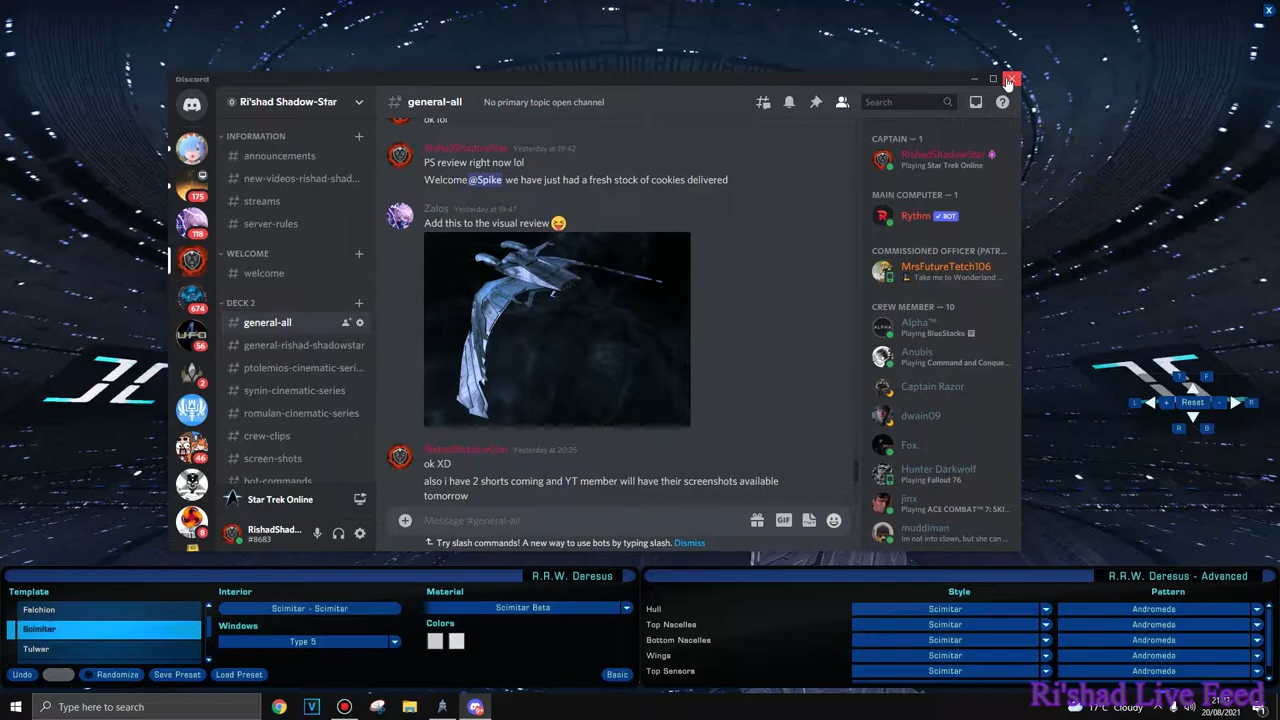 Discord
Ri'shad Shadow-Star
general-all
No primary topic open channel
Search
INFORMATION
announcements
new-videos-rishad-shad...
streams
server-rules
WELCOME
welcome
DECK 2
general-all
general-rishad-shadowstar
ptolemios-cinematic-seri...
synin-cinematic-series
romulan-cinematic-series
crew-clips
screen-shots
bot-commands
Star Trek Online
RishadShad...
#8683
175
118
674
56
2
46
8
ok lol
RishadShadowStar Yesterday at 19:42
PS review right now lol
Welcome @Spike we have just had a fresh stock of cookies delivered
Zalos Yesterday at 19:47
Add this to the visual review
RishadShadowStar Yesterday at 20:25
ok XD
also i have 2 shorts coming and YT member will have their screenshots available
tomorrow
Message #general-all
GIF
Try slash commands! A new way to use bots by typing slash. Dismiss
CAPTAIN — 1
RishadShadowStar
Playing Star Trek Online
MAIN COMPUTER — 1
Rythm BOT
COMMISSIONED OFFICER (PATR...
MrsFutureTetch106
Take me to Wonderland ...
CREW MEMBER — 10
Alpha™
Playing BlueStacks
Anubis
Playing Command and Conque...
Captain Razor
dwain09
Fox.
Hunter Darkwolf
Playing Fallout 76
jinx
Playing ACE COMBAT™ 7: SKI...
muddiman
im not into clown, but she can ...
T F
L + Reset - R
R B
R.R.W. Deresus
Template
Falchion
Scimitar
Tulwar
Interior
Scimitar - Scimitar
Windows
Type 5
Material
Scimitar Beta
Colors
Undo
Randomize
Save Preset
Load Preset
Basic
R.R.W. Deresus - Advanced
Style Pattern
Hull Scimitar Andromeda
Top Nacelles Scimitar Andromeda
Bottom Nacelles Scimitar Andromeda
Wings Scimitar Andromeda
Top Sensors Scimitar Andromeda
Ri'shad Live Feed
Type here to search
17°C Cloudy
20/08/2021